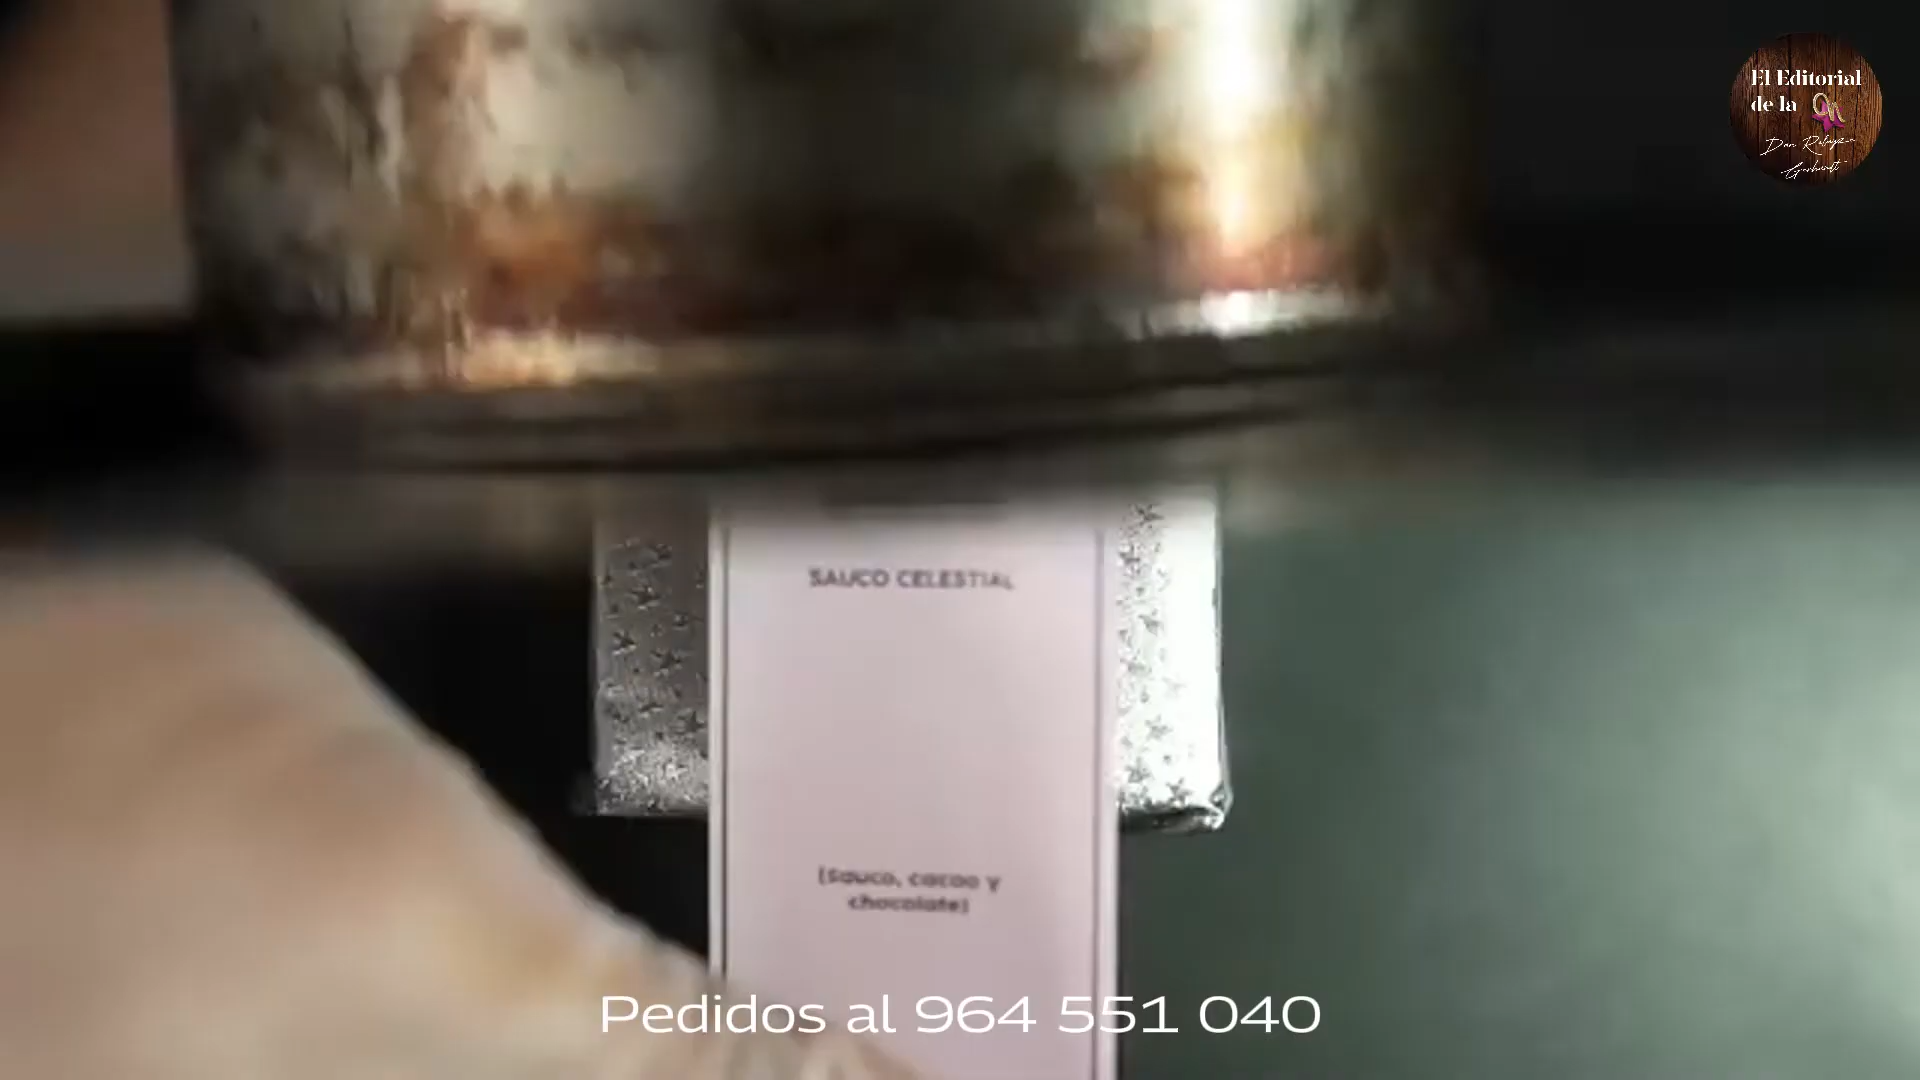 El Editorial
de la
SAUCO CELESTIAL
(sauco, cacao y
chocolate)
Pedidos al 964 551 040